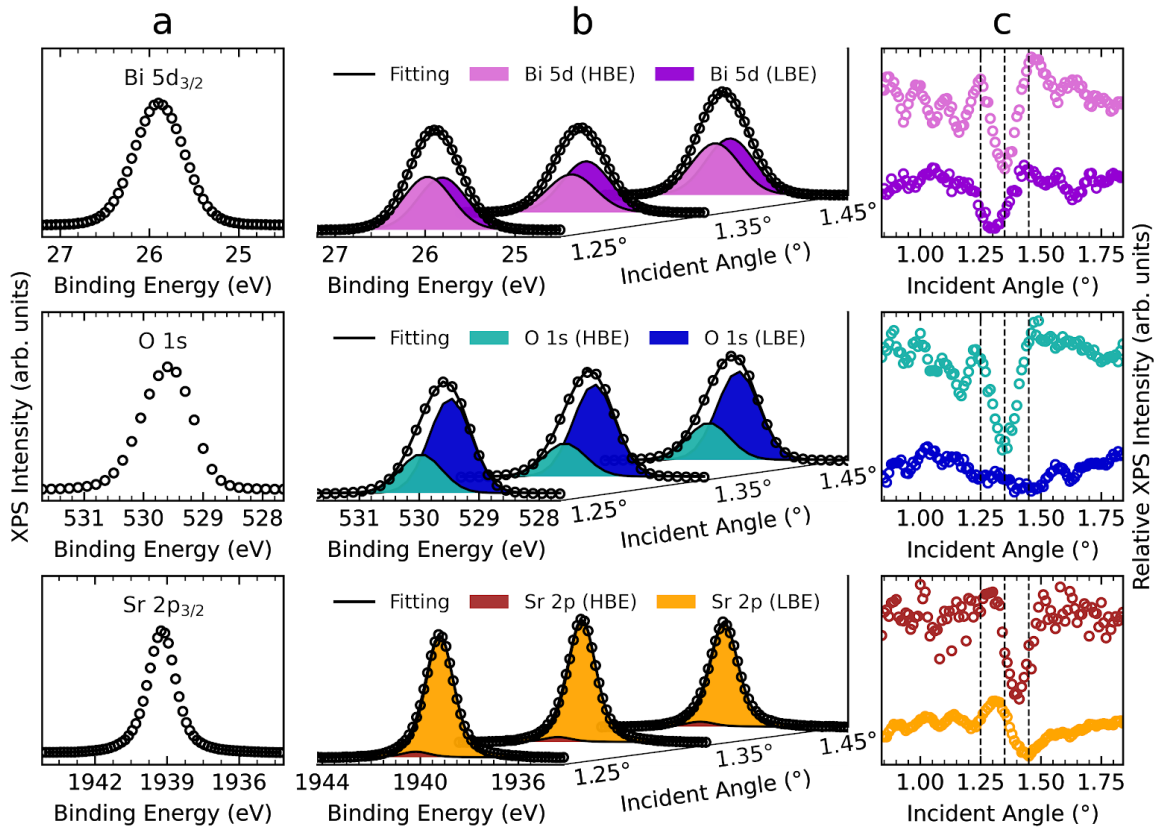 a
b
c
XPS Intensity (arb. units)
Bi 5d3/2
27 26 25
Binding Energy (eV)
Fitting Bi 5d (HBE) Bi 5d (LBE)
27 26 25
Binding Energy (eV)
1.25° 1.35° 1.45°
Incident Angle (°)
1.00 1.25 1.50 1.75
Incident Angle (°)
Relative XPS Intensity (arb. units)
O 1s
531 530 529 528
Binding Energy (eV)
Fitting O 1s (HBE) O 1s (LBE)
531 530 529 528
Binding Energy (eV)
1.25° 1.35° 1.45°
Incident Angle (°)
1.00 1.25 1.50 1.75
Incident Angle (°)
Sr 2p3/2
1942 1939 1936
Binding Energy (eV)
Fitting Sr 2p (HBE) Sr 2p (LBE)
1944 1940 1936
Binding Energy (eV)
1.25° 1.35° 1.45°
Incident Angle (°)
1.00 1.25 1.50 1.75
Incident Angle (°)